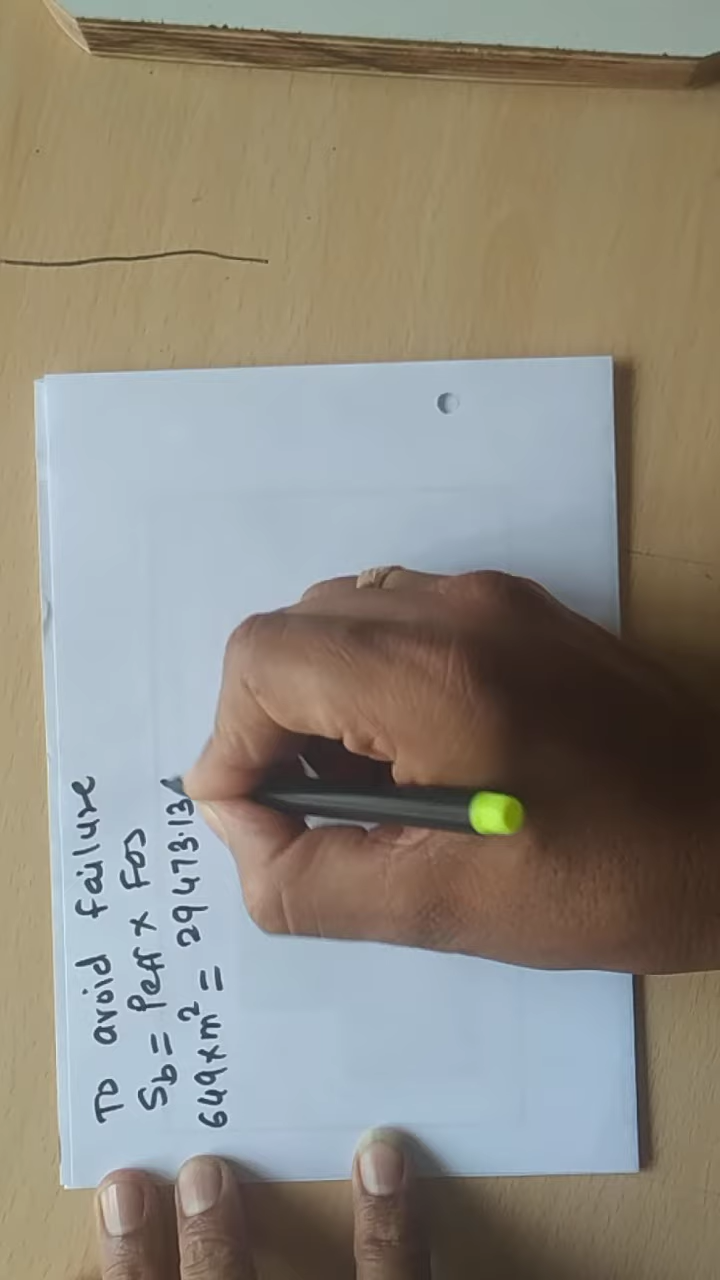 To avoid failure
Sb = Peff x FOS
649 x m² = 29473.13